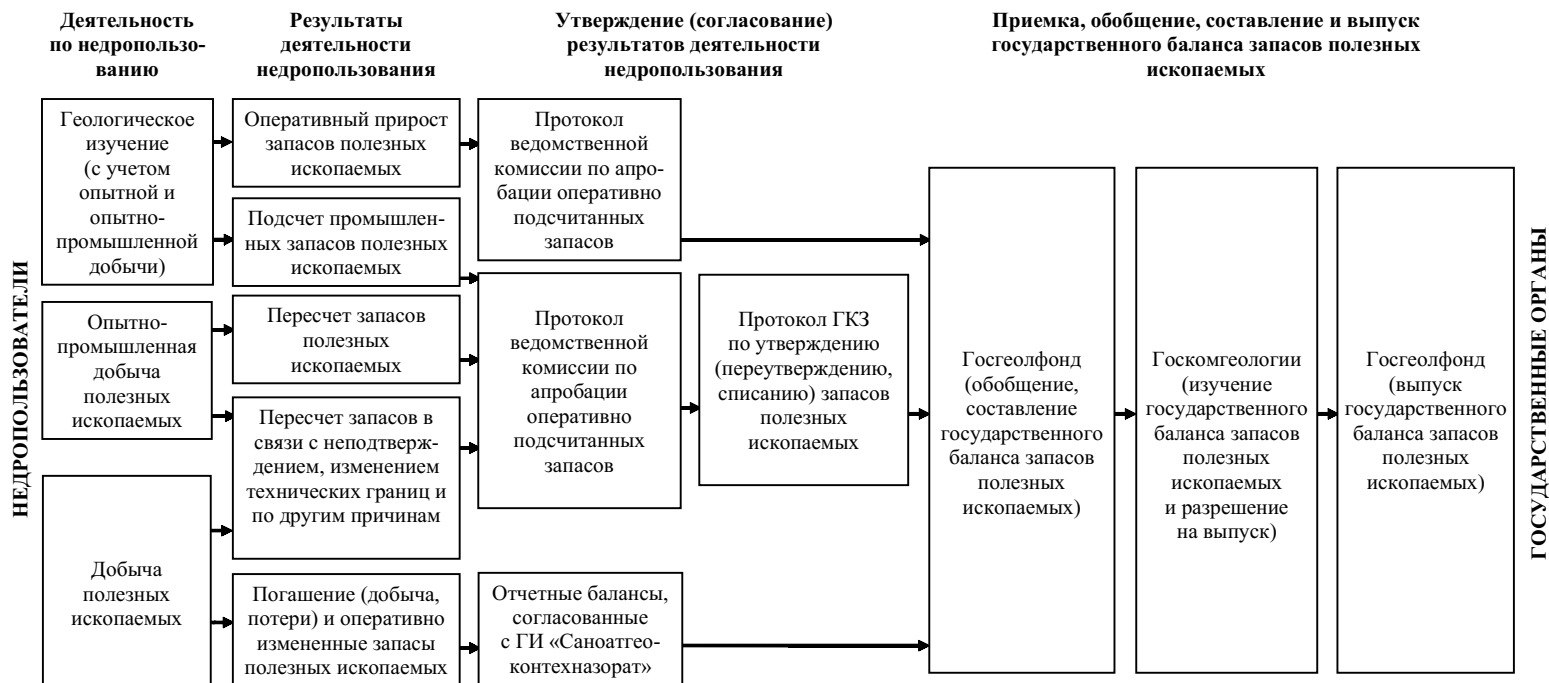 Деятельность
по недропользо-
ванию
Результаты
деятельности
недропользования
Утверждение (согласование)
результатов деятельности
недропользования
Приемка, обобщение, составление и выпуск
государственного баланса запасов полезных
ископаемых
НЕДРОПОЛЬЗОВАТЕЛИ
Геологическое
изучение
(с учетом
опытной и
опытно-
промышленной
добычи)
Опытно-
промышленная
добыча
полезных
ископаемых
Добыча
полезных
ископаемых
Оперативный прирост
запасов полезных
ископаемых
Подсчет промышлен-
ных запасов полезных
ископаемых
Пересчет запасов
полезных
ископаемых
Пересчет запасов в
связи с неподтверж-
дением, изменением
технических границ и
по другим причинам
Погашение (добыча,
потери) и оперативно
измененные запасы
полезных ископаемых
Протокол
ведомственной
комиссии по апро-
бации оперативно
подсчитанных
запасов
Протокол
ведомственной
комиссии по
апробации
оперативно
подсчитанных
запасов
Отчетные балансы,
согласованные
с ГИ «Саноатгео-
контехназорат»
Протокол ГКЗ
по утверждению
(переутверждению,
списанию) запасов
полезных
ископаемых
Госгеолфонд
(обобщение,
составление
государственного
баланса запасов
полезных
ископаемых)
Госкомгеологии
(изучение
государственного
баланса запасов
полезных
ископаемых
и разрешение
на выпуск)
Госгеолфонд
(выпуск
государственного
баланса запасов
полезных
ископаемых)
ГОСУДАРСТВЕННЫЕ ОРГАНЫ